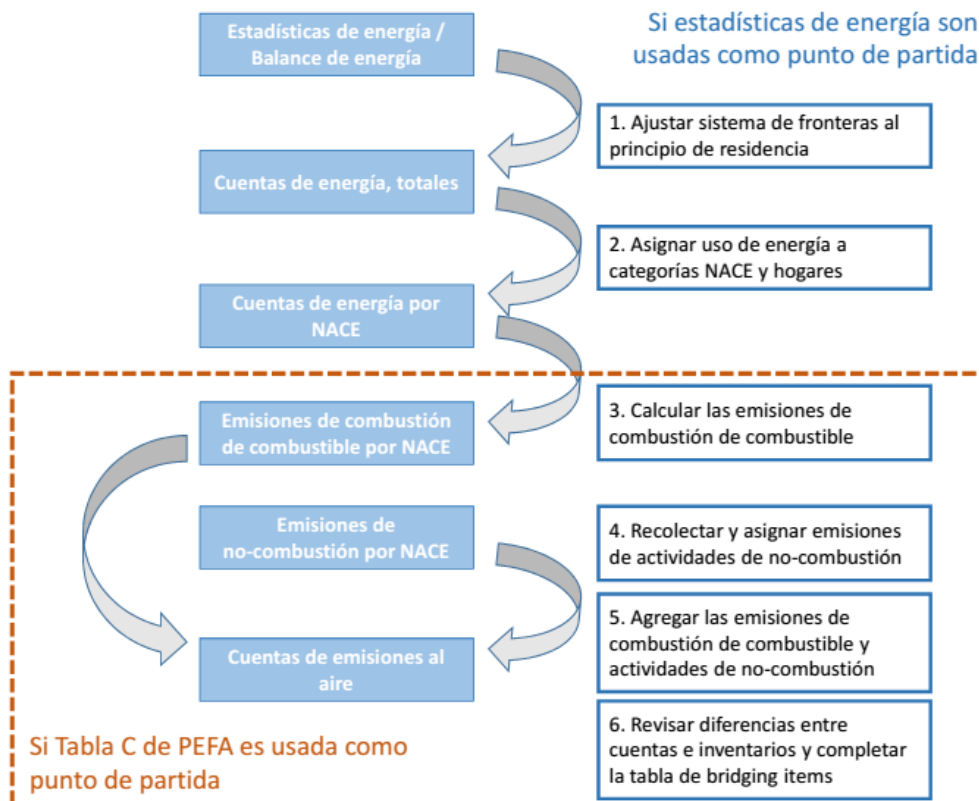 Estadísticas de energía /
Balance de energía
Si estadísticas de energía son
usadas como punto de partida
1. Ajustar sistema de fronteras al
principio de residencia
Cuentas de energía, totales
2. Asignar uso de energía a
categorías NACE y hogares
Cuentas de energía por
NACE
Emisiones de combustión
de combustible por NACE
3. Calcular las emisiones de
combustión de combustible
Emisiones de
no-combustión por NACE
4. Recolectar y asignar emisiones
de actividades de no-combustión
5. Agregar las emisiones de
combustión de combustible y
actividades de no-combustión
Cuentas de emisiones al
aire
6. Revisar diferencias entre
cuentas e inventarios y completar
la tabla de bridging items
Si Tabla C de PEFA es usada como
punto de partida